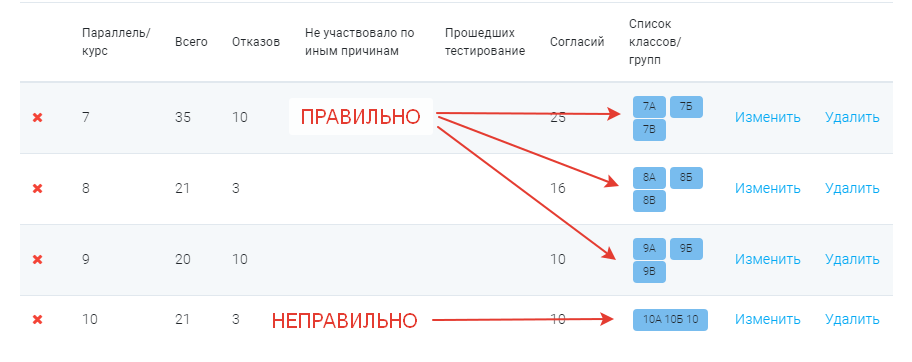 Параллель/
курс
Всего
Отказов
Не участвовало по
иным причинам
Прошедших
тестирование
Согласий
Список
классов/
групп
7 35 10 ПРАВИЛЬНО 25 7А 7Б Изменить Удалить
7В
8 21 3 16 8А 8Б Изменить Удалить
8В
9 20 10 10 9А 9Б Изменить Удалить
9В
10 21 3 НЕПРАВИЛЬНО 10 10А 10Б 10 Изменить Удалить